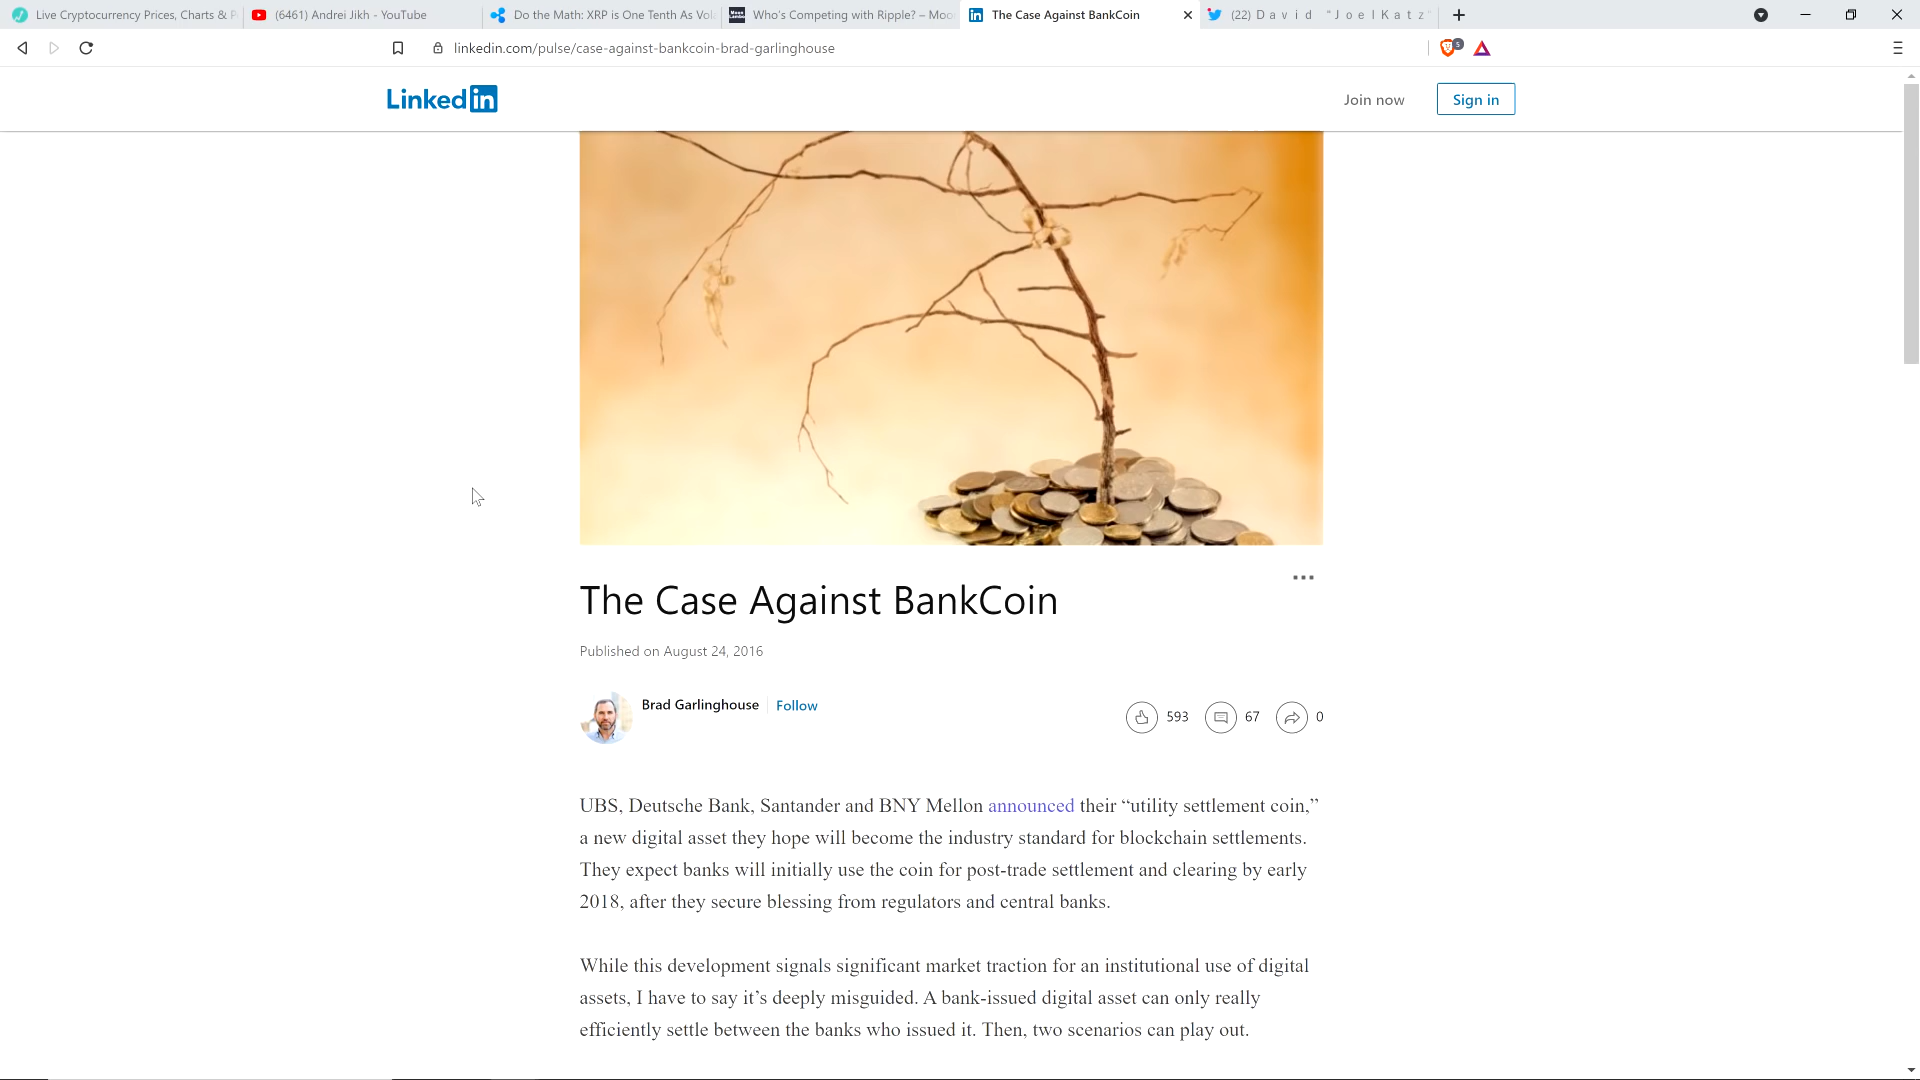 Live Cryptocurrency Prices, Charts & P
(6461) Andrei Jikh - YouTube
Do the Math: XRP is One Tenth As Vol
Who's Competing with Ripple? – Moo
The Case Against BankCoin
(22) David "JoelKatz"
linkedin.com/pulse/case-against-bankcoin-brad-garlinghouse
5
Linked in
Join now
Sign in
The Case Against BankCoin
Published on August 24, 2016
Brad Garlinghouse
Follow
593
67
0
UBS, Deutsche Bank, Santander and BNY Mellon announced their “utility settlement coin,”
a new digital asset they hope will become the industry standard for blockchain settlements.
They expect banks will initially use the coin for post-trade settlement and clearing by early
2018, after they secure blessing from regulators and central banks.
While this development signals significant market traction for an institutional use of digital
assets, I have to say it’s deeply misguided. A bank-issued digital asset can only really
efficiently settle between the banks who issued it. Then, two scenarios can play out.